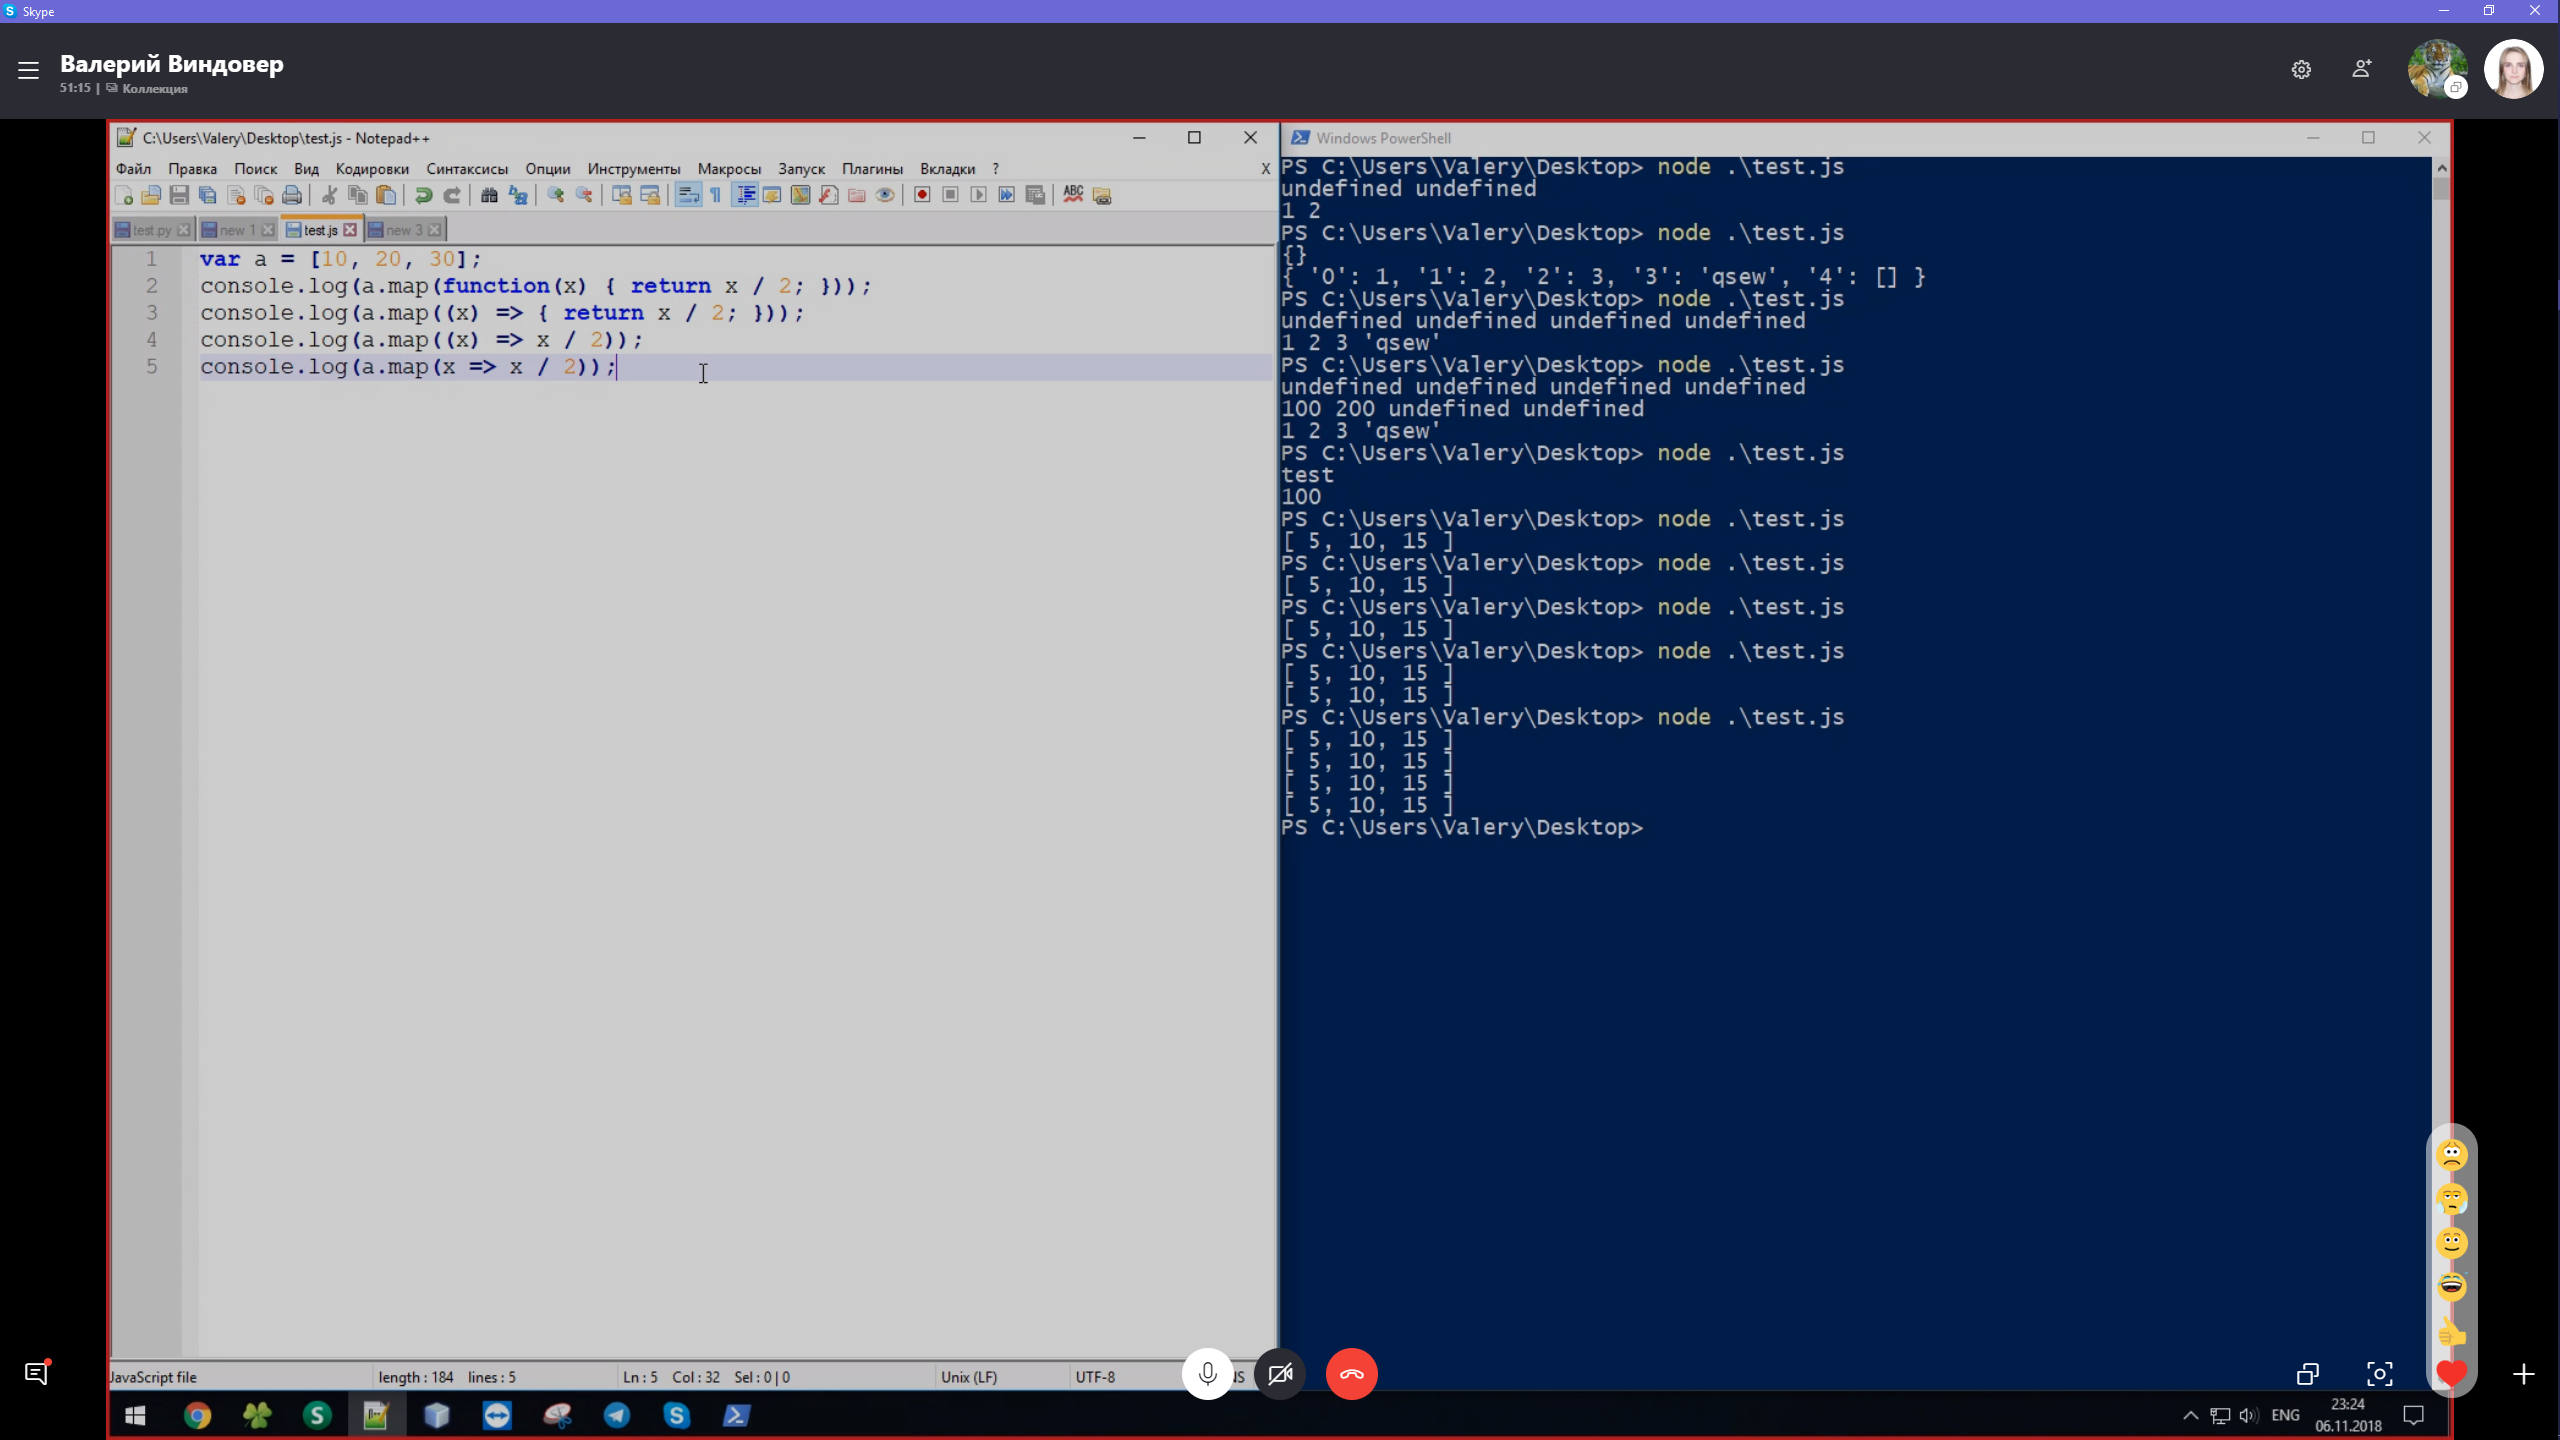 Skype
Валерий Виндовер
51:15 | Коллекция
C:\Users\Valery\Desktop\test.js - Notepad++
Файл Правка Поиск Вид Кодировки Синтаксисы Опции Инструменты Макросы Запуск Плагины Вкладки ? X
test.py new 1 test.js new 3
1 var a = [10, 20, 30];
2 console.log(a.map(function(x) { return x / 2; }));
3 console.log(a.map((x) => { return x / 2; }));
4 console.log(a.map((x) => x / 2));
5 console.log(a.map(x => x / 2));
JavaScript file length : 184 lines : 5 Ln : 5 Col : 32 Sel : 0 | 0 Unix (LF) UTF-8 NS
Windows PowerShell
PS C:\Users\Valery\Desktop> node .\test.js
undefined undefined
1 2
PS C:\Users\Valery\Desktop> node .\test.js
{}
{ '0': 1, '1': 2, '2': 3, '3': 'qsew', '4': [] }
PS C:\Users\Valery\Desktop> node .\test.js
undefined undefined undefined undefined
1 2 3 'qsew'
PS C:\Users\Valery\Desktop> node .\test.js
undefined undefined undefined undefined
100 200 undefined undefined
1 2 3 'qsew'
PS C:\Users\Valery\Desktop> node .\test.js
test
100
PS C:\Users\Valery\Desktop> node .\test.js
[ 5, 10, 15 ]
PS C:\Users\Valery\Desktop> node .\test.js
[ 5, 10, 15 ]
PS C:\Users\Valery\Desktop> node .\test.js
[ 5, 10, 15 ]
PS C:\Users\Valery\Desktop> node .\test.js
[ 5, 10, 15 ]
[ 5, 10, 15 ]
PS C:\Users\Valery\Desktop> node .\test.js
[ 5, 10, 15 ]
[ 5, 10, 15 ]
[ 5, 10, 15 ]
[ 5, 10, 15 ]
PS C:\Users\Valery\Desktop>
ENG
23:24
06.11.2018